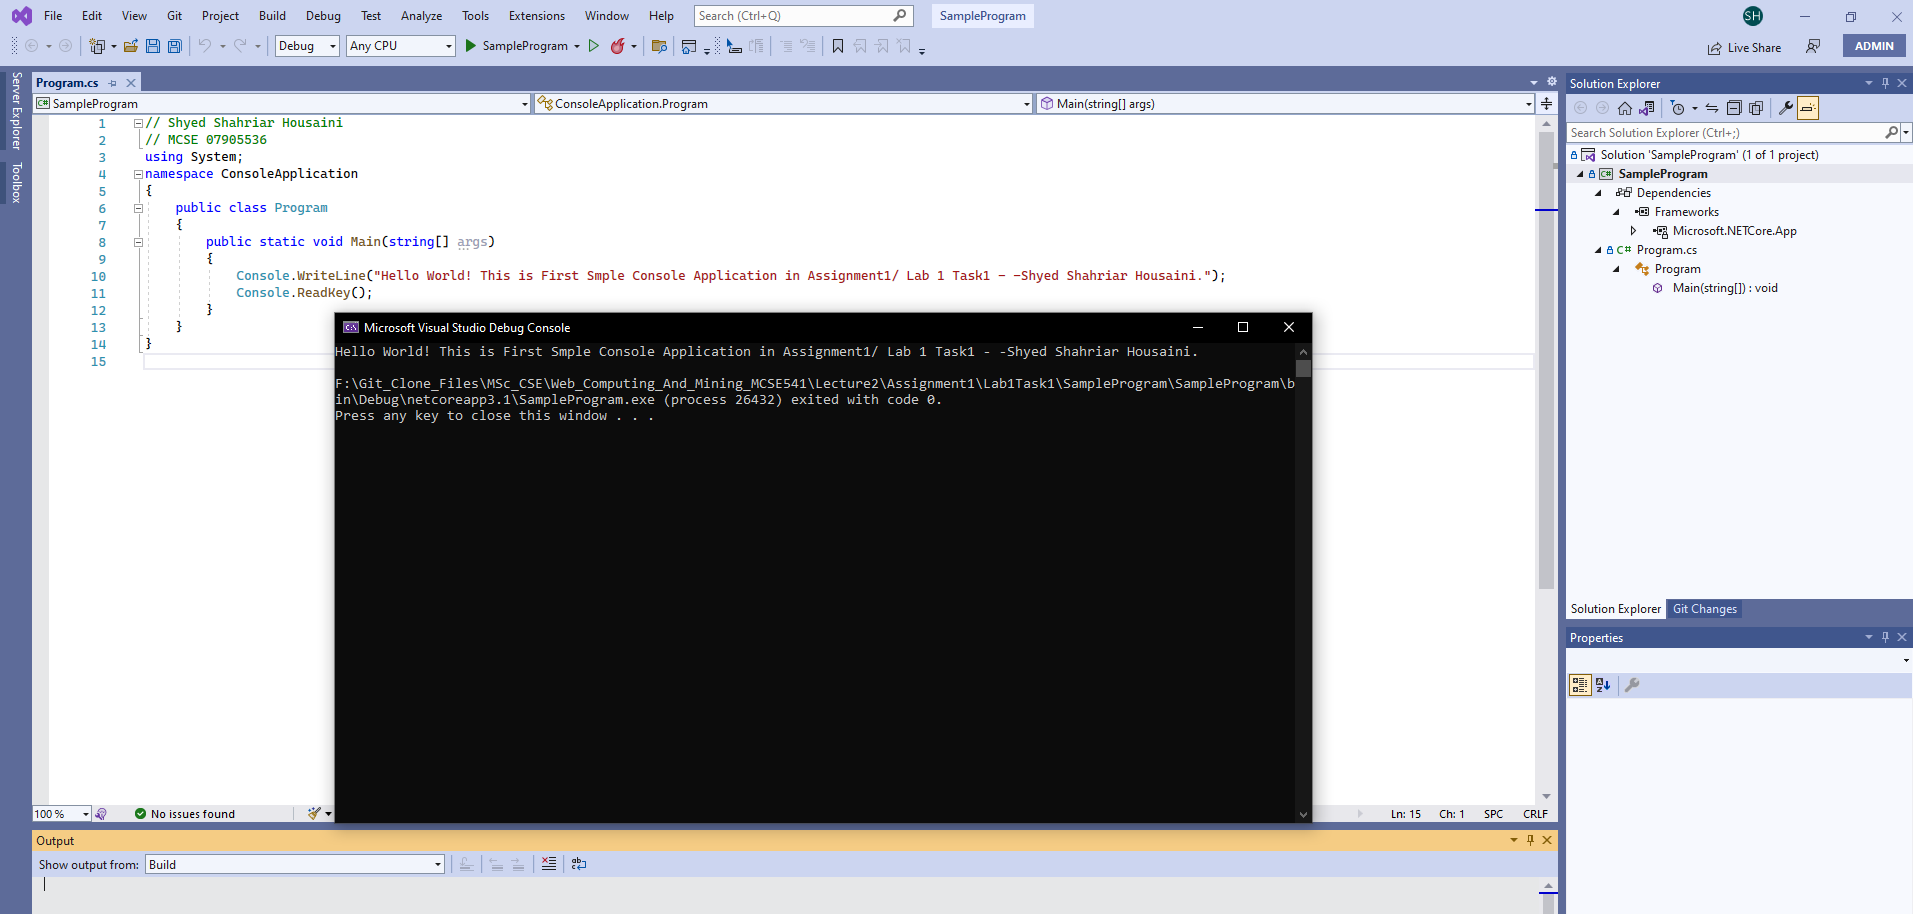 File Edit View Git Project Build Debug Test Analyze Tools Extensions Window Help Search (Ctrl+Q) SampleProgram SH
Debug Any CPU SampleProgram Live Share ADMIN
Server Explorer
Toolbox
Program.cs
SampleProgram ConsoleApplication.Program Main(string[] args)
1 // Shyed Shahriar Housaini
2 // MCSE 07905536
3 using System;
4 namespace ConsoleApplication
5 {
6 public class Program
7 {
8 public static void Main(string[] args)
9 {
10 Console.WriteLine("Hello World! This is First Smple Console Application in Assignment1/ Lab 1 Task1 - -Shyed Shahriar Housaini.");
11 Console.ReadKey();
12 }
13 }
14 }
15
Microsoft Visual Studio Debug Console
Hello World! This is First Smple Console Application in Assignment1/ Lab 1 Task1 - -Shyed Shahriar Housaini.
F:\Git_Clone_Files\MSc_CSE\Web_Computing_And_Mining_MCSE541\Lecture2\Assignment1\Lab1Task1\SampleProgram\SampleProgram\b
in\Debug\netcoreapp3.1\SampleProgram.exe (process 26432) exited with code 0.
Press any key to close this window . . .
100 % No issues found Ln: 15 Ch: 1 SPC CRLF
Output
Show output from: Build
Solution Explorer
Search Solution Explorer (Ctrl+;)
Solution 'SampleProgram' (1 of 1 project)
C# SampleProgram
Dependencies
Frameworks
Microsoft.NETCore.App
C# Program.cs
Program
Main(string[]) : void
Solution Explorer Git Changes
Properties